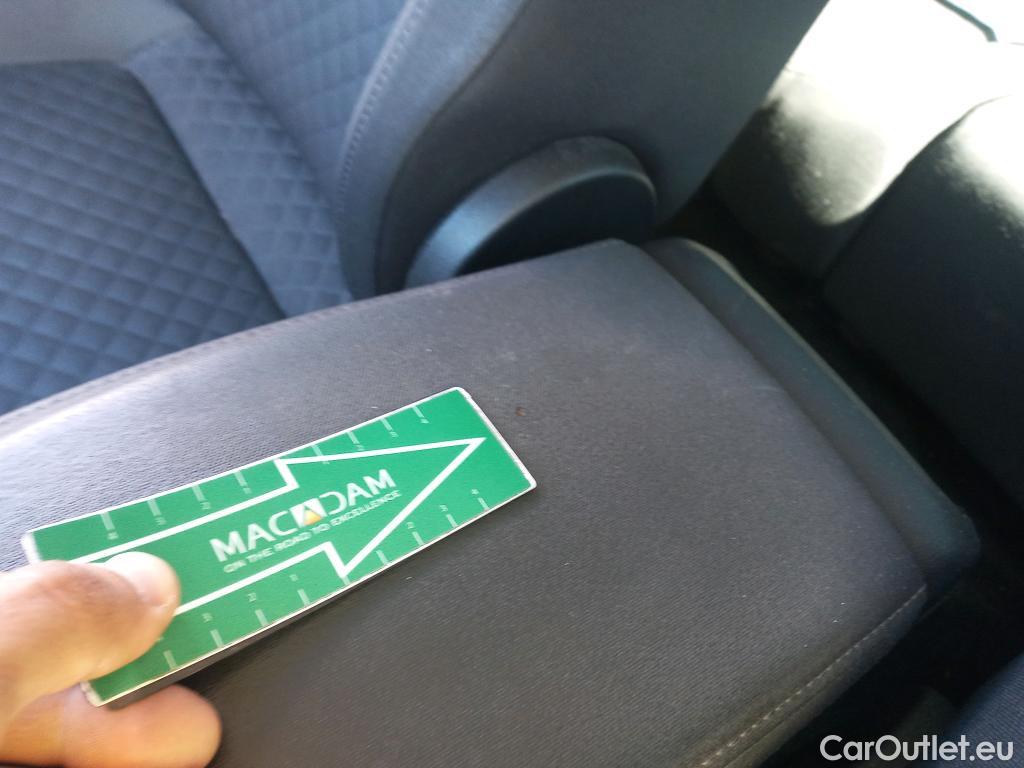 MACADAM
ON THE ROAD TO EXCELLENCE
CarOutlet.eu